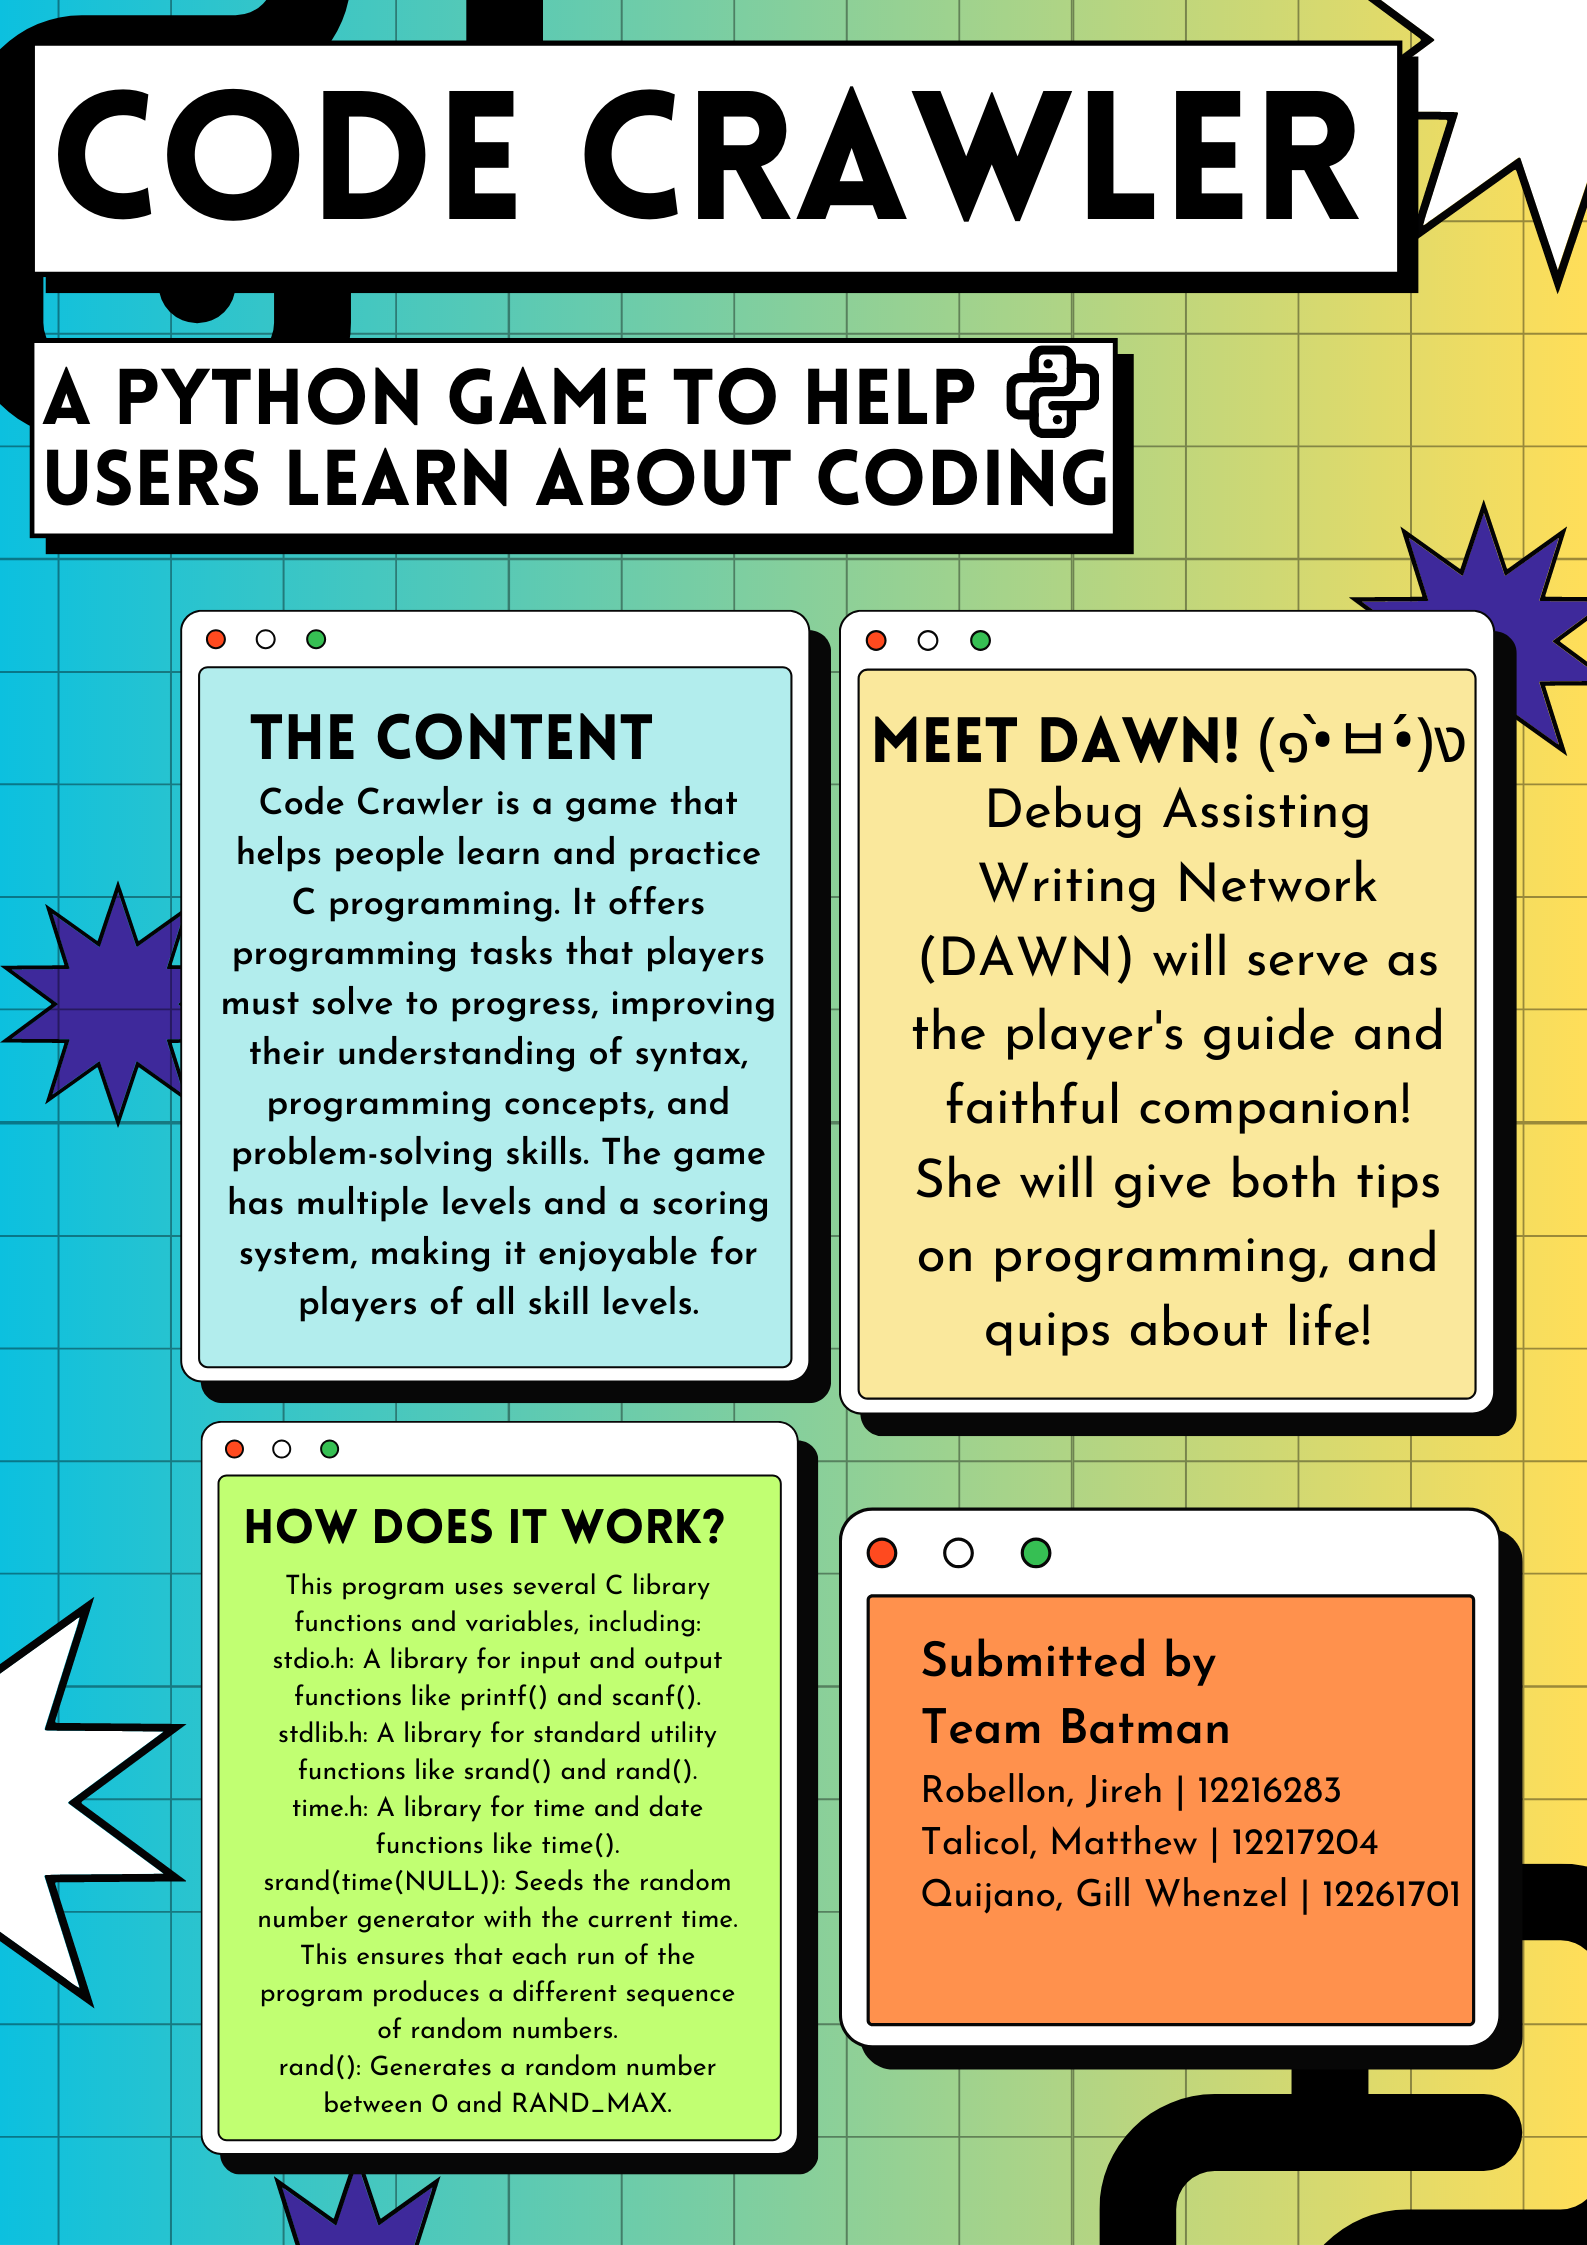 CODE CRAWLER
A PYTHON GAME TO HELP
USERS LEARN ABOUT CODING
THE CONTENT
Code Crawler is a game that
helps people learn and practice
C programming. It offers
programming tasks that players
must solve to progress, improving
their understanding of syntax,
programming concepts, and
problem-solving skills. The game
has multiple levels and a scoring
system, making it enjoyable for
players of all skill levels.
MEET DAWN! (ง •̀ㅂ•́)ง
Debug Assisting
Writing Network
(DAWN) will serve as
the player's guide and
faithful companion!
She will give both tips
on programming, and
quips about life!
HOW DOES IT WORK?
This program uses several C library
functions and variables, including:
stdio.h: A library for input and output
functions like printf() and scanf().
stdlib.h: A library for standard utility
functions like srand() and rand().
time.h: A library for time and date
functions like time().
srand(time(NULL)): Seeds the random
number generator with the current time.
This ensures that each run of the
program produces a different sequence
of random numbers.
rand(): Generates a random number
between 0 and RAND_MAX.
Submitted by
Team Batman
Robellon, Jireh | 12216283
Talicol, Matthew | 12217204
Quijano, Gill Whenzel | 12261701